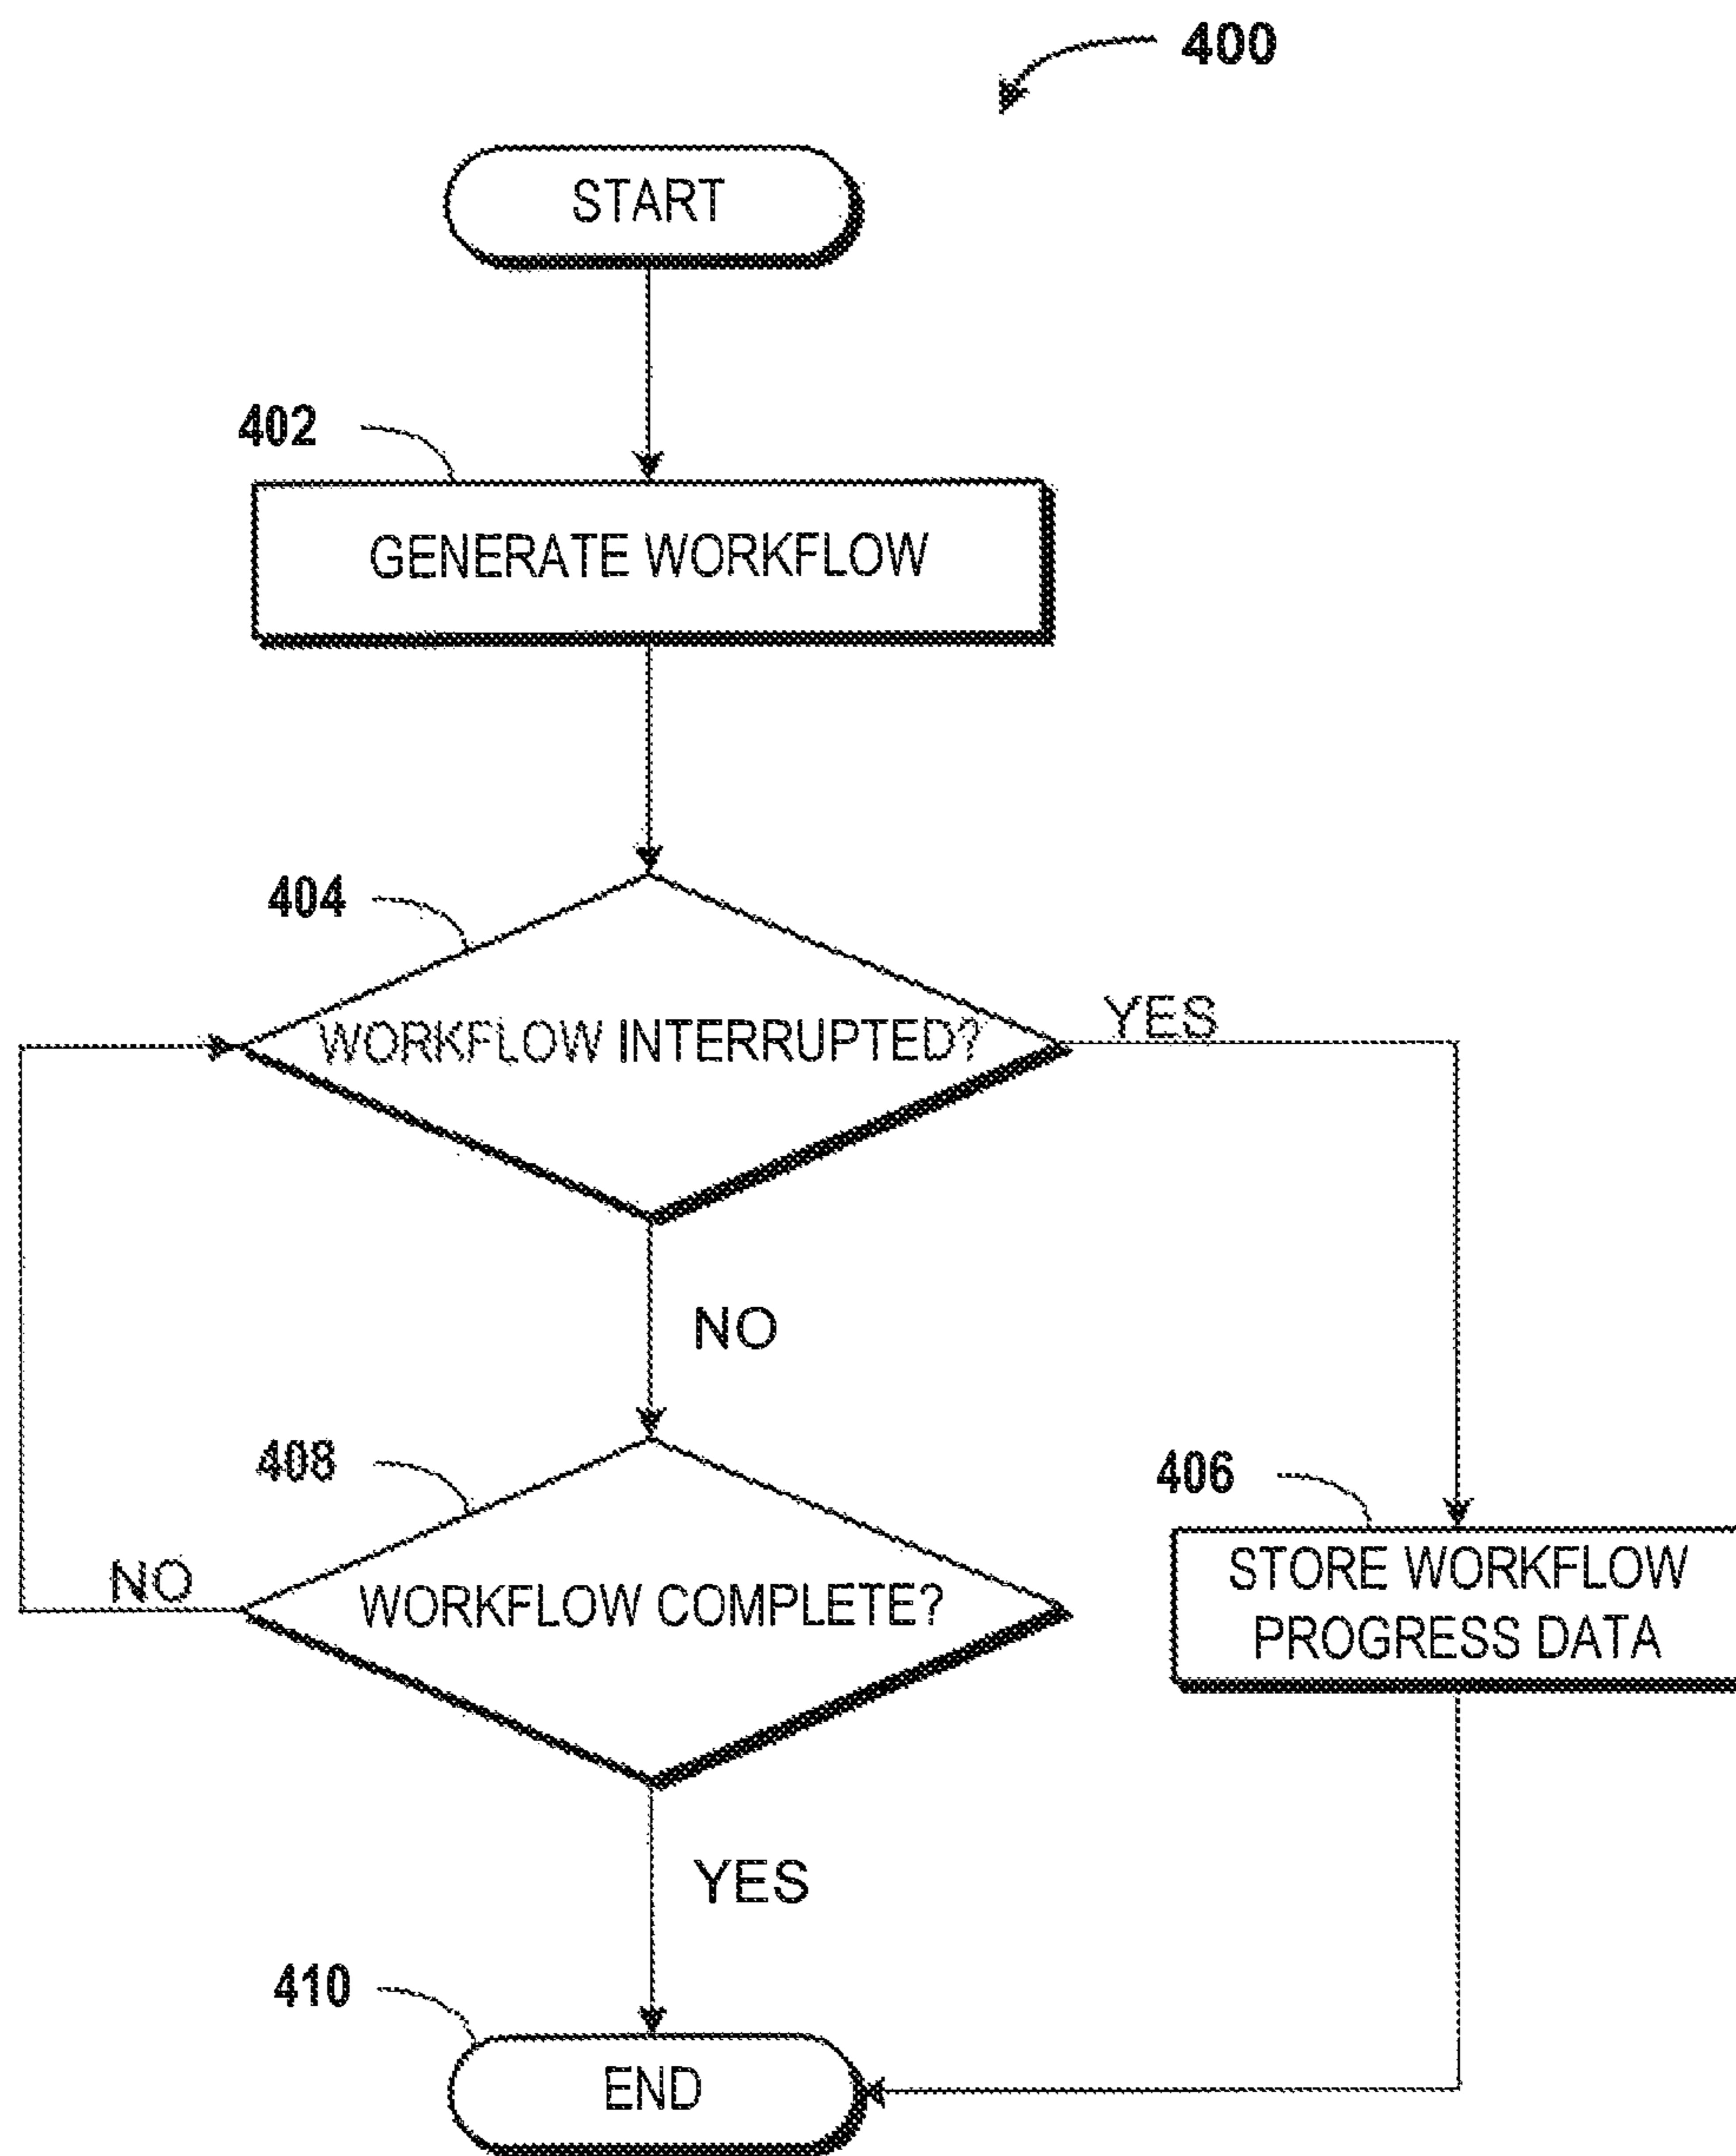 400
START
402
GENERATE WORKFLOW
404
WORKFLOW INTERRUPTED?
YES
NO
408
406
NO
WORKFLOW COMPLETE?
STORE WORKFLOW
PROGRESS DATA
YES
410
END